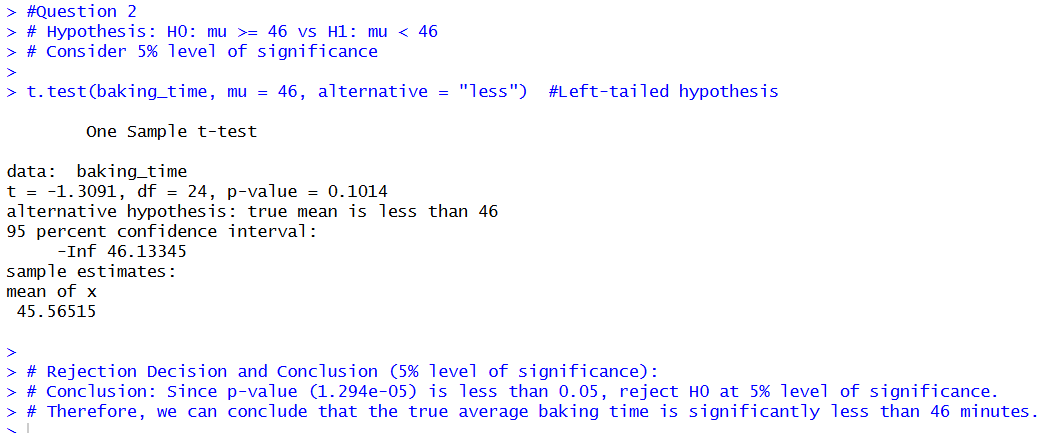 > #Question 2
> # Hypothesis: H0: mu >= 46 vs H1: mu < 46
> # Consider 5% level of significance
>
> t.test(baking_time, mu = 46, alternative = "less")  #Left-tailed hypothesis
        One Sample t-test
data:  baking_time
t = -1.3091, df = 24, p-value = 0.1014
alternative hypothesis: true mean is less than 46
95 percent confidence interval:
     -Inf 46.13345
sample estimates:
mean of x
 45.56515
>
> # Rejection Decision and Conclusion (5% level of significance):
> # Conclusion: Since p-value (1.294e-05) is less than 0.05, reject H0 at 5% level of significance.
> # Therefore, we can conclude that the true average baking time is significantly less than 46 minutes.
>